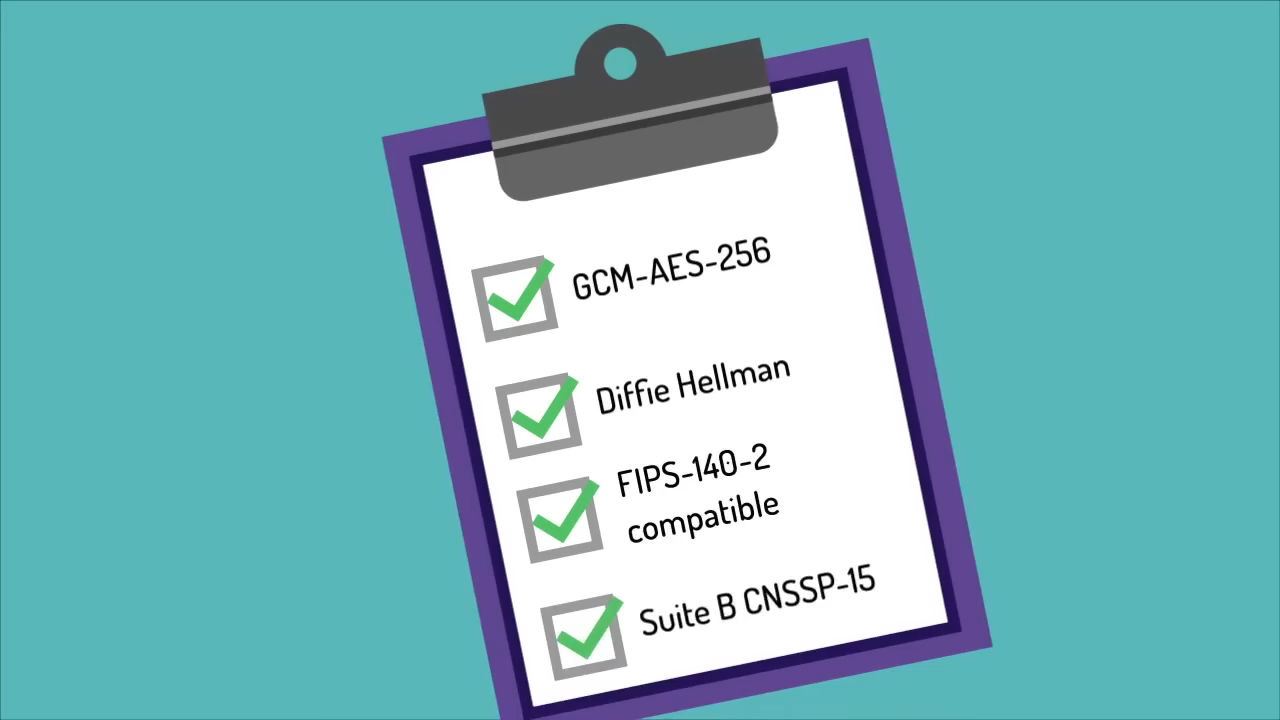 GCM-AES-256
Diffie Hellman
FIPS-140-2
compatible
Suite B CNSSP-15